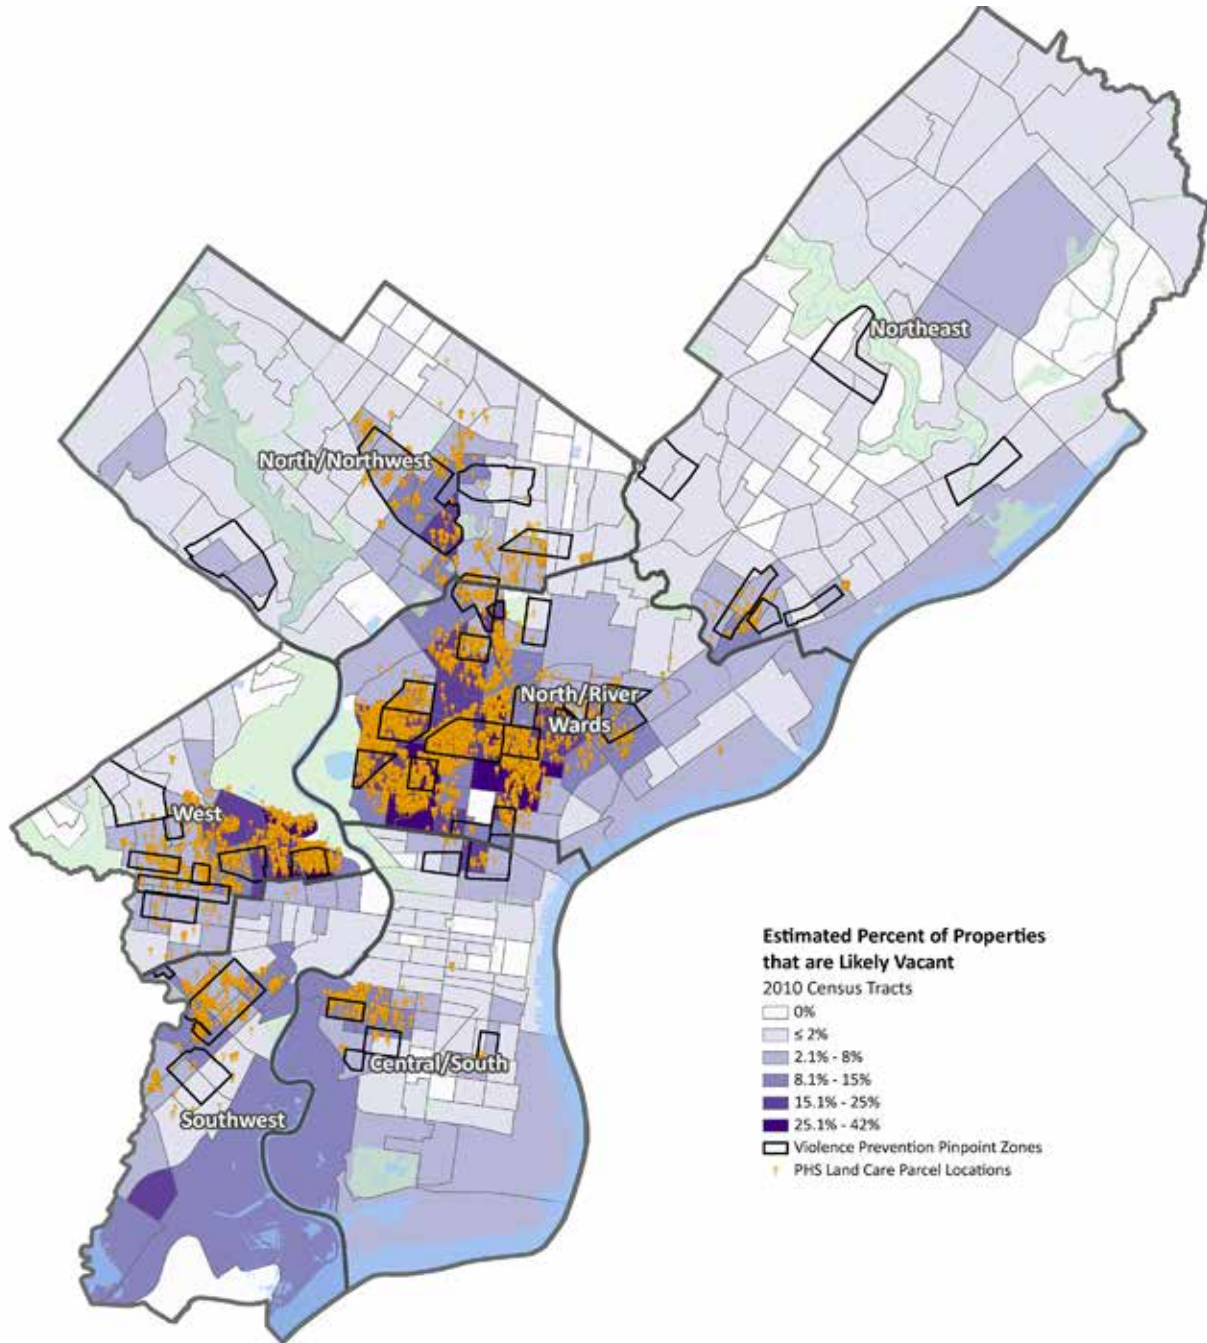 Northeast
North/Northwest
North/River
Wards
West
Central/South
Southwest
Estimated Percent of Properties
that are Likely Vacant
2010 Census Tracts
0%
≤ 2%
2.1% - 8%
8.1% - 15%
15.1% - 25%
25.1% - 42%
Violence Prevention Pinpoint Zones
PHS Land Care Parcel Locations